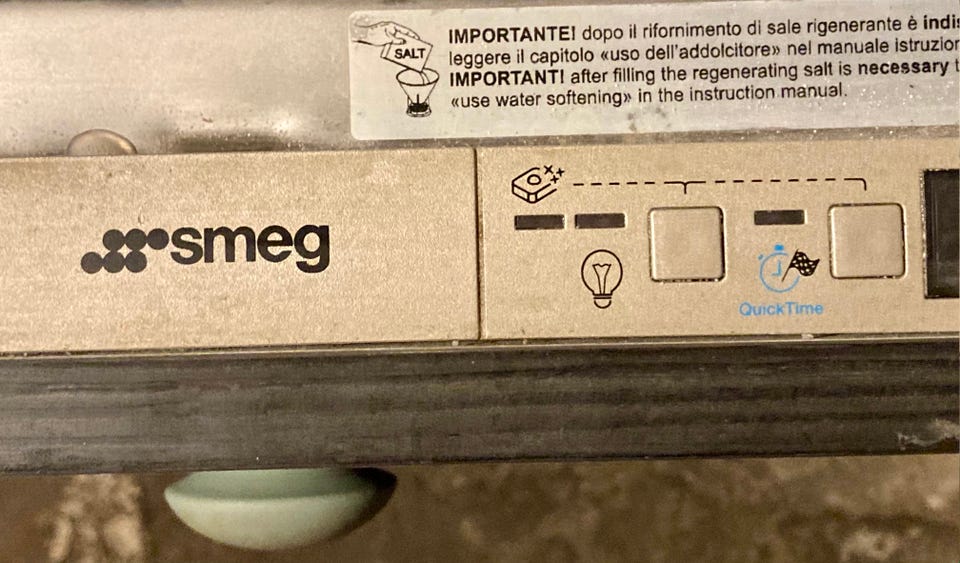 SALT
IMPORTANTE! dopo il rifornimento di sale rigenerante è
leggere il capitolo «uso dell'addolcitore» nel manuale
IMPORTANT! after filling the regenerating salt is necessary
«use water softening» in the instruction manual.
smeg
QuickTime